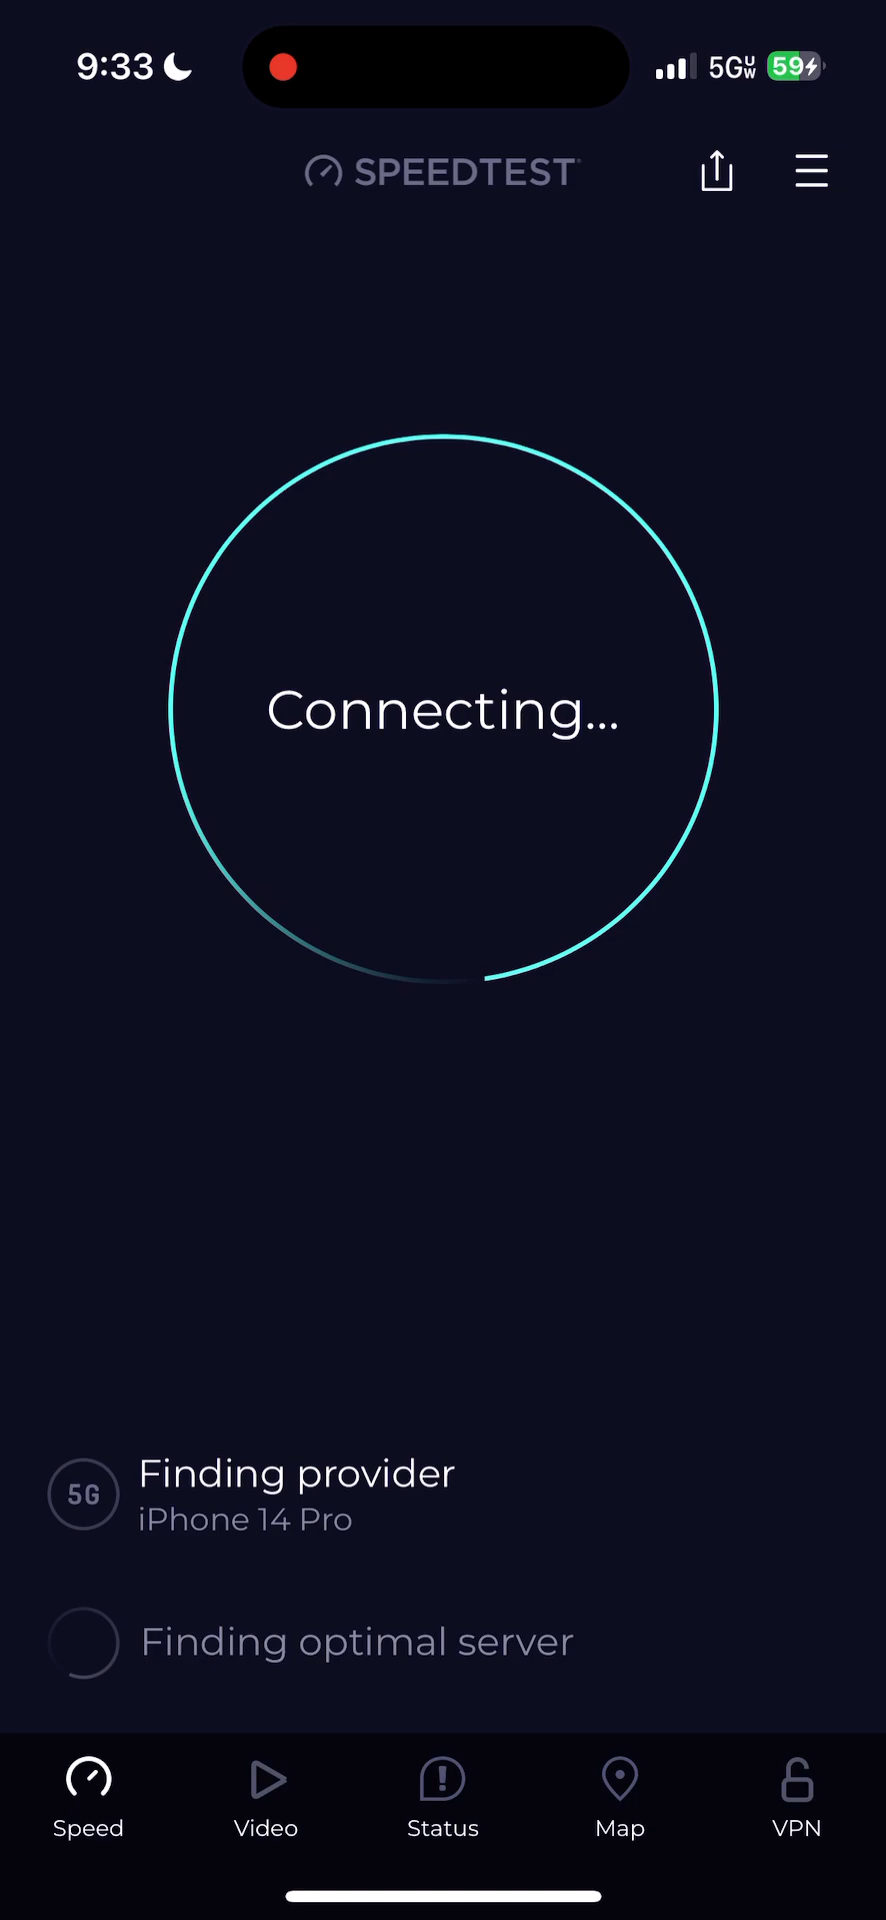 9:33 5G UW 59
SPEEDTEST
Connecting...
5G Finding provider
iPhone 14 Pro
Finding optimal server
Speed Video Status Map VPN